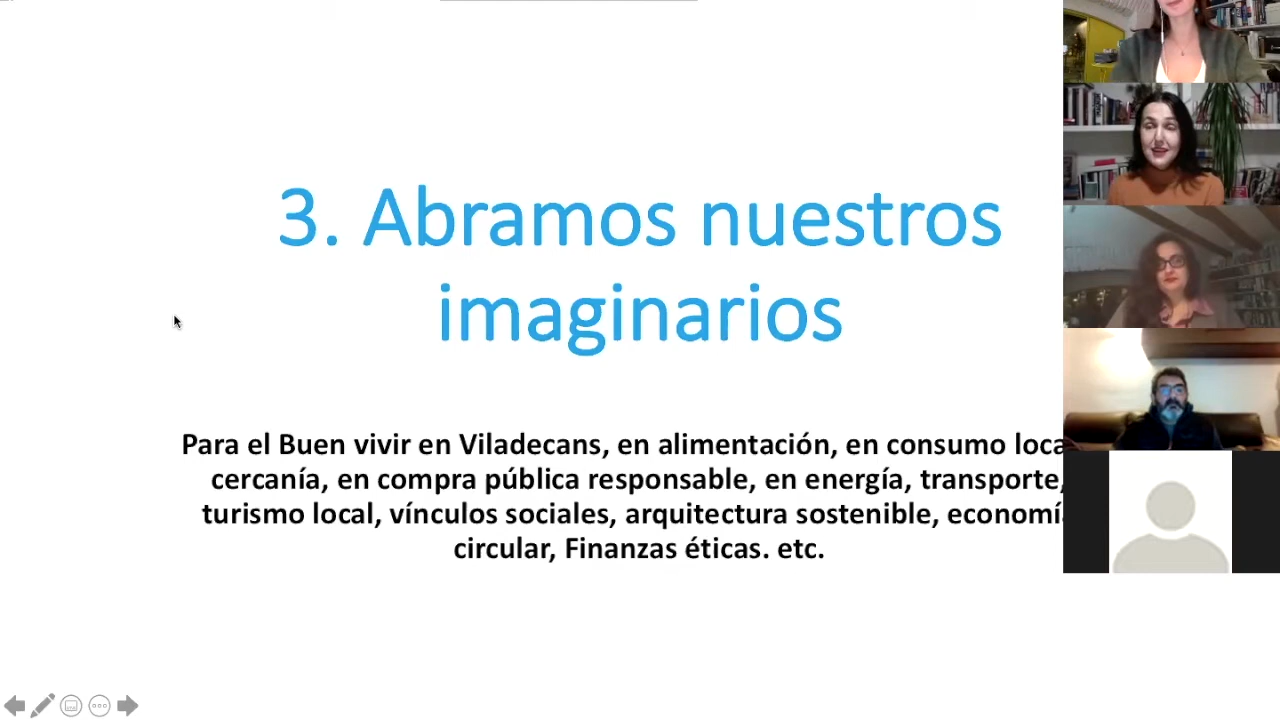 3. Abramos nuestros
imaginarios
Para el Buen vivir en Viladecans, en alimentación, en consumo loca
cercanía, en compra pública responsable, en energía, transporte,
turismo local, vínculos sociales, arquitectura sostenible, economí
circular, Finanzas éticas. etc.